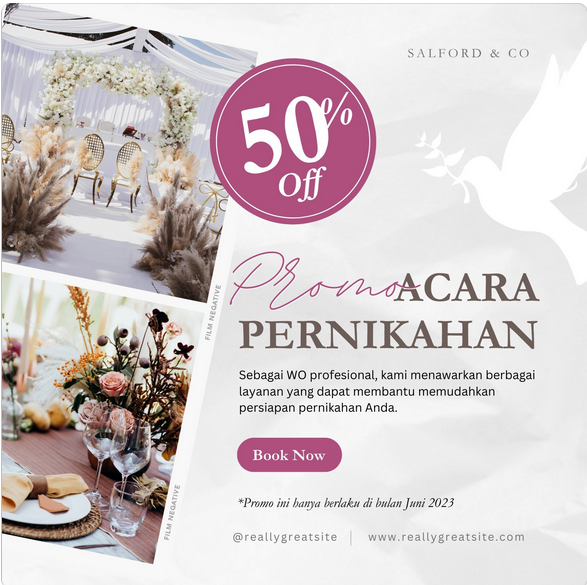 SALFORD & CO
50%
Off
Promo ACARA
PERNIKAHAN
Sebagai WO profesional, kami menawarkan berbagai
layanan yang dapat membantu memudahkan
persiapan pernikahan Anda.
Book Now
*Promo ini hanya berlaku di bulan Juni 2023
@reallygreatsite | www.reallygreatsite.com
FILM NEGATIVE
FILM NEGATIVE